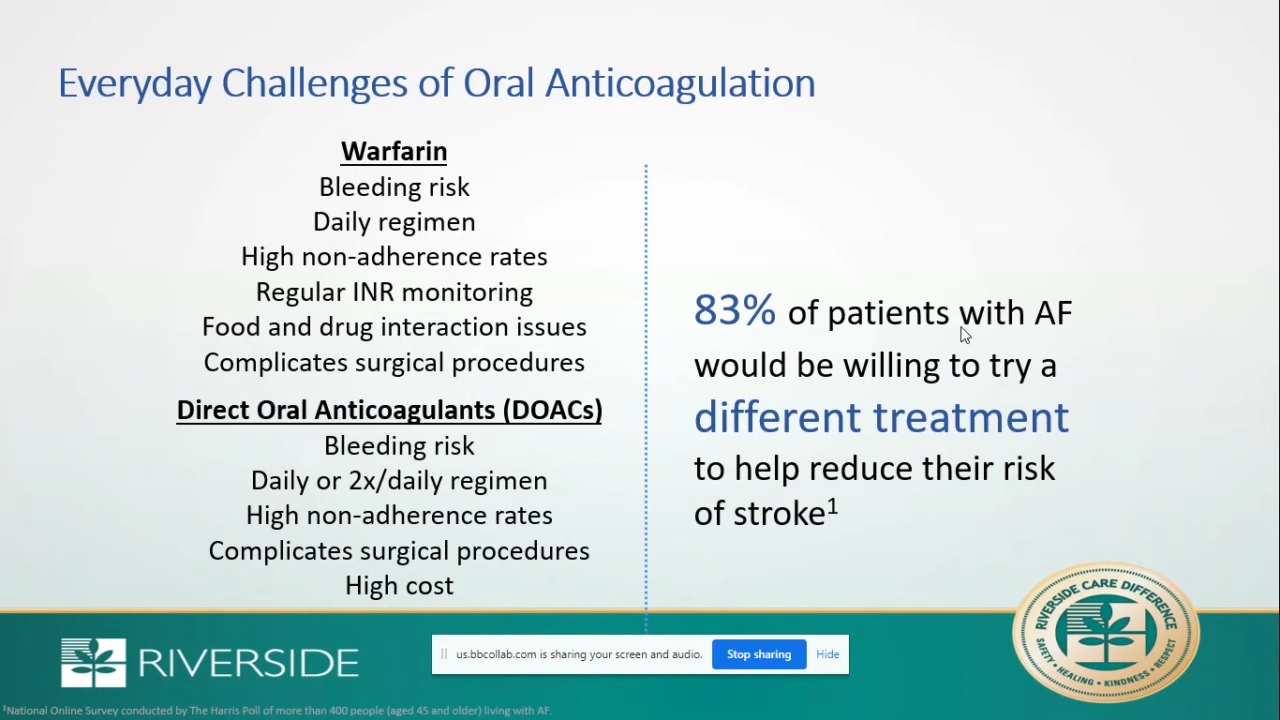 Everyday Challenges of Oral Anticoagulation
Warfarin
Bleeding risk
Daily regimen
High non-adherence rates
Regular INR monitoring
Food and drug interaction issues
Complicates surgical procedures
Direct Oral Anticoagulants (DOACs)
Bleeding risk
Daily or 2x/daily regimen
High non-adherence rates
Complicates surgical procedures
High cost
83% of patients with AF
would be willing to try a
different treatment
to help reduce their risk
of stroke¹
RIVERSIDE CARE DIFFERENCE
SAFETY • HEALING • KINDNESS • RESPECT
RIVERSIDE
us.bbcollab.com is sharing your screen and audio. Stop sharing Hide
¹National Online Survey conducted by The Harris Poll of more than 400 people (aged 45 and older) living with AF.